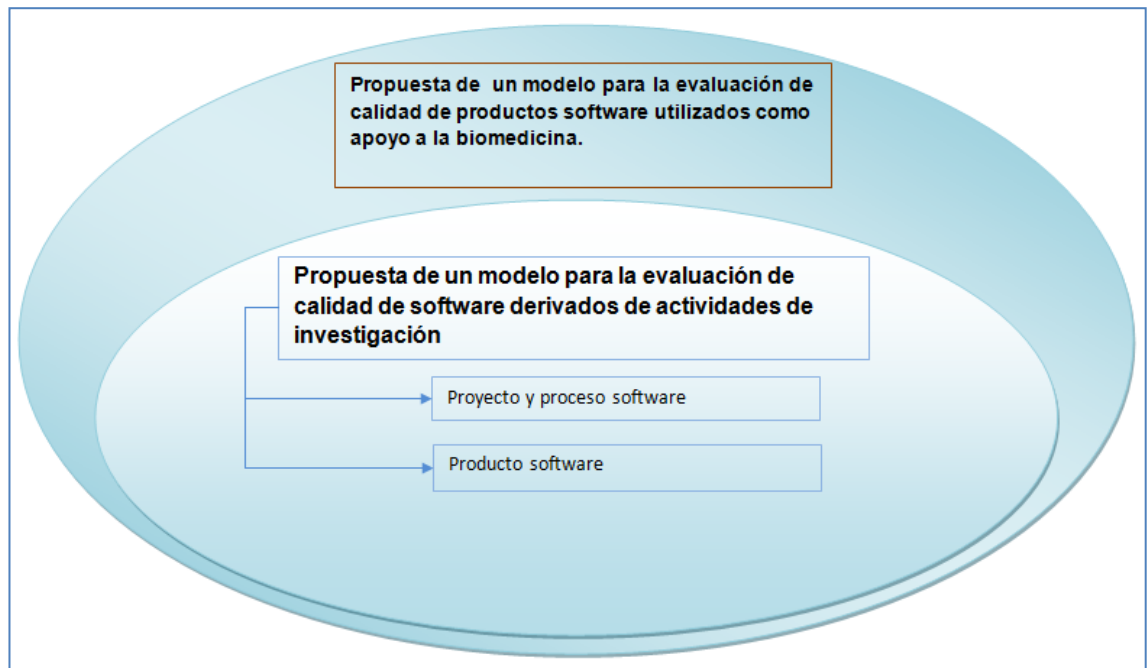 Propuesta de un modelo para la evaluación de
calidad de productos software utilizados como
apoyo a la biomedicina.
Propuesta de un modelo para la evaluación de
calidad de software derivados de actividades de
investigación
Proyecto y proceso software
Producto software